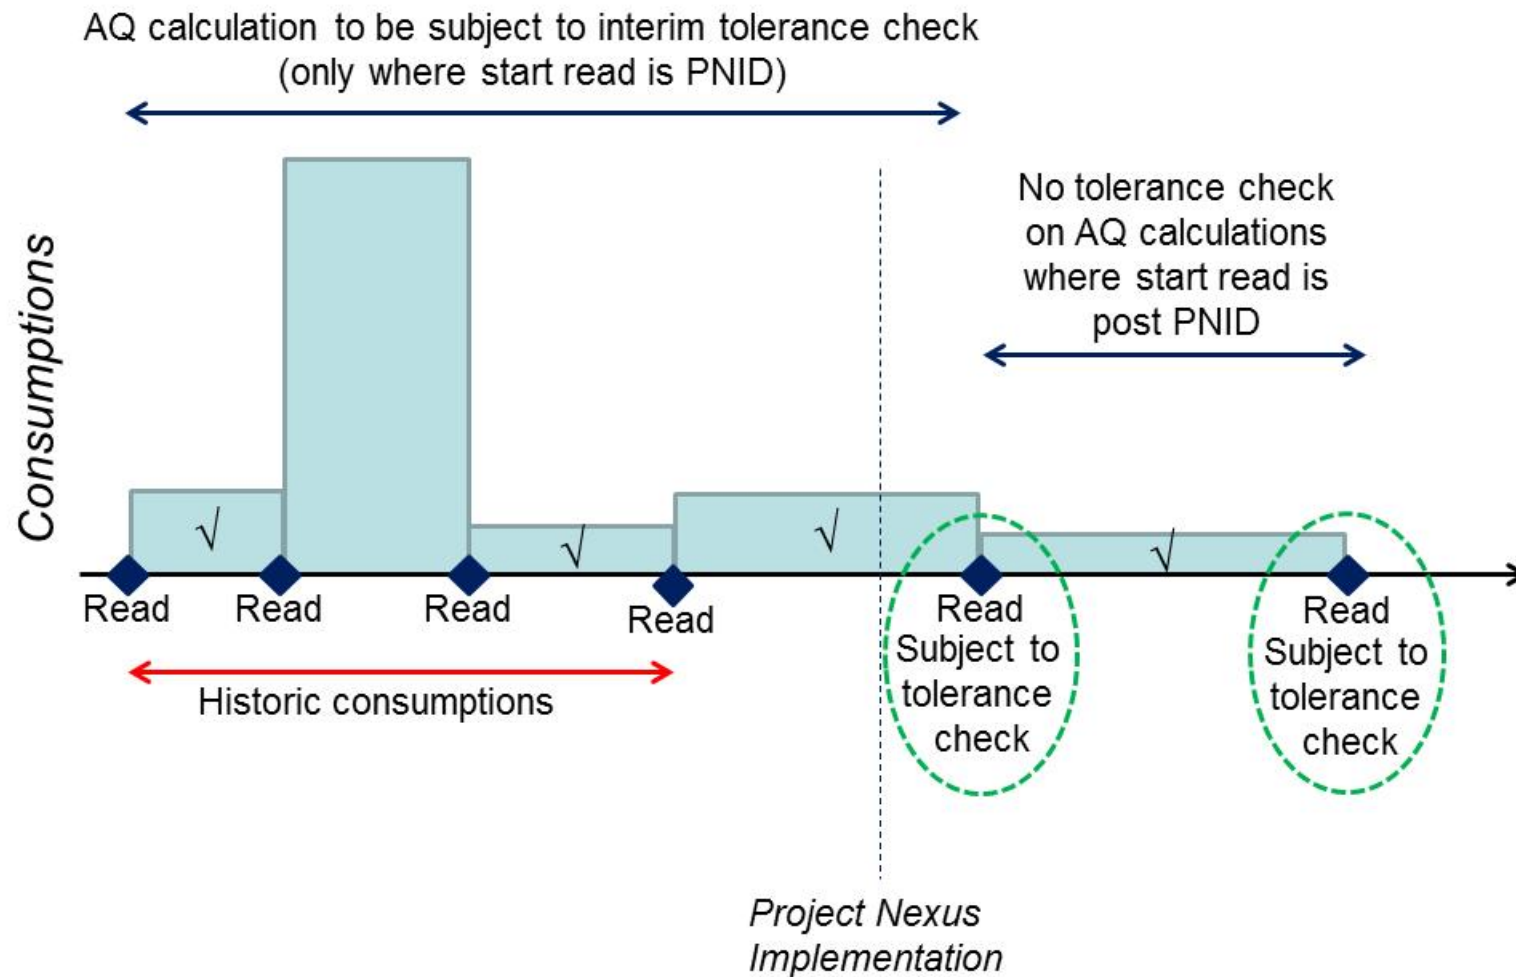 AQ calculation to be subject to interim tolerance check
(only where start read is PNID)
No tolerance check
on AQ calculations
where start read is
post PNID
Consumptions
√
√
√
√
Read
Read
Read
Read
Read
Subject to
tolerance
check
Read
Subject to
tolerance
check
Historic consumptions
Project Nexus
Implementation